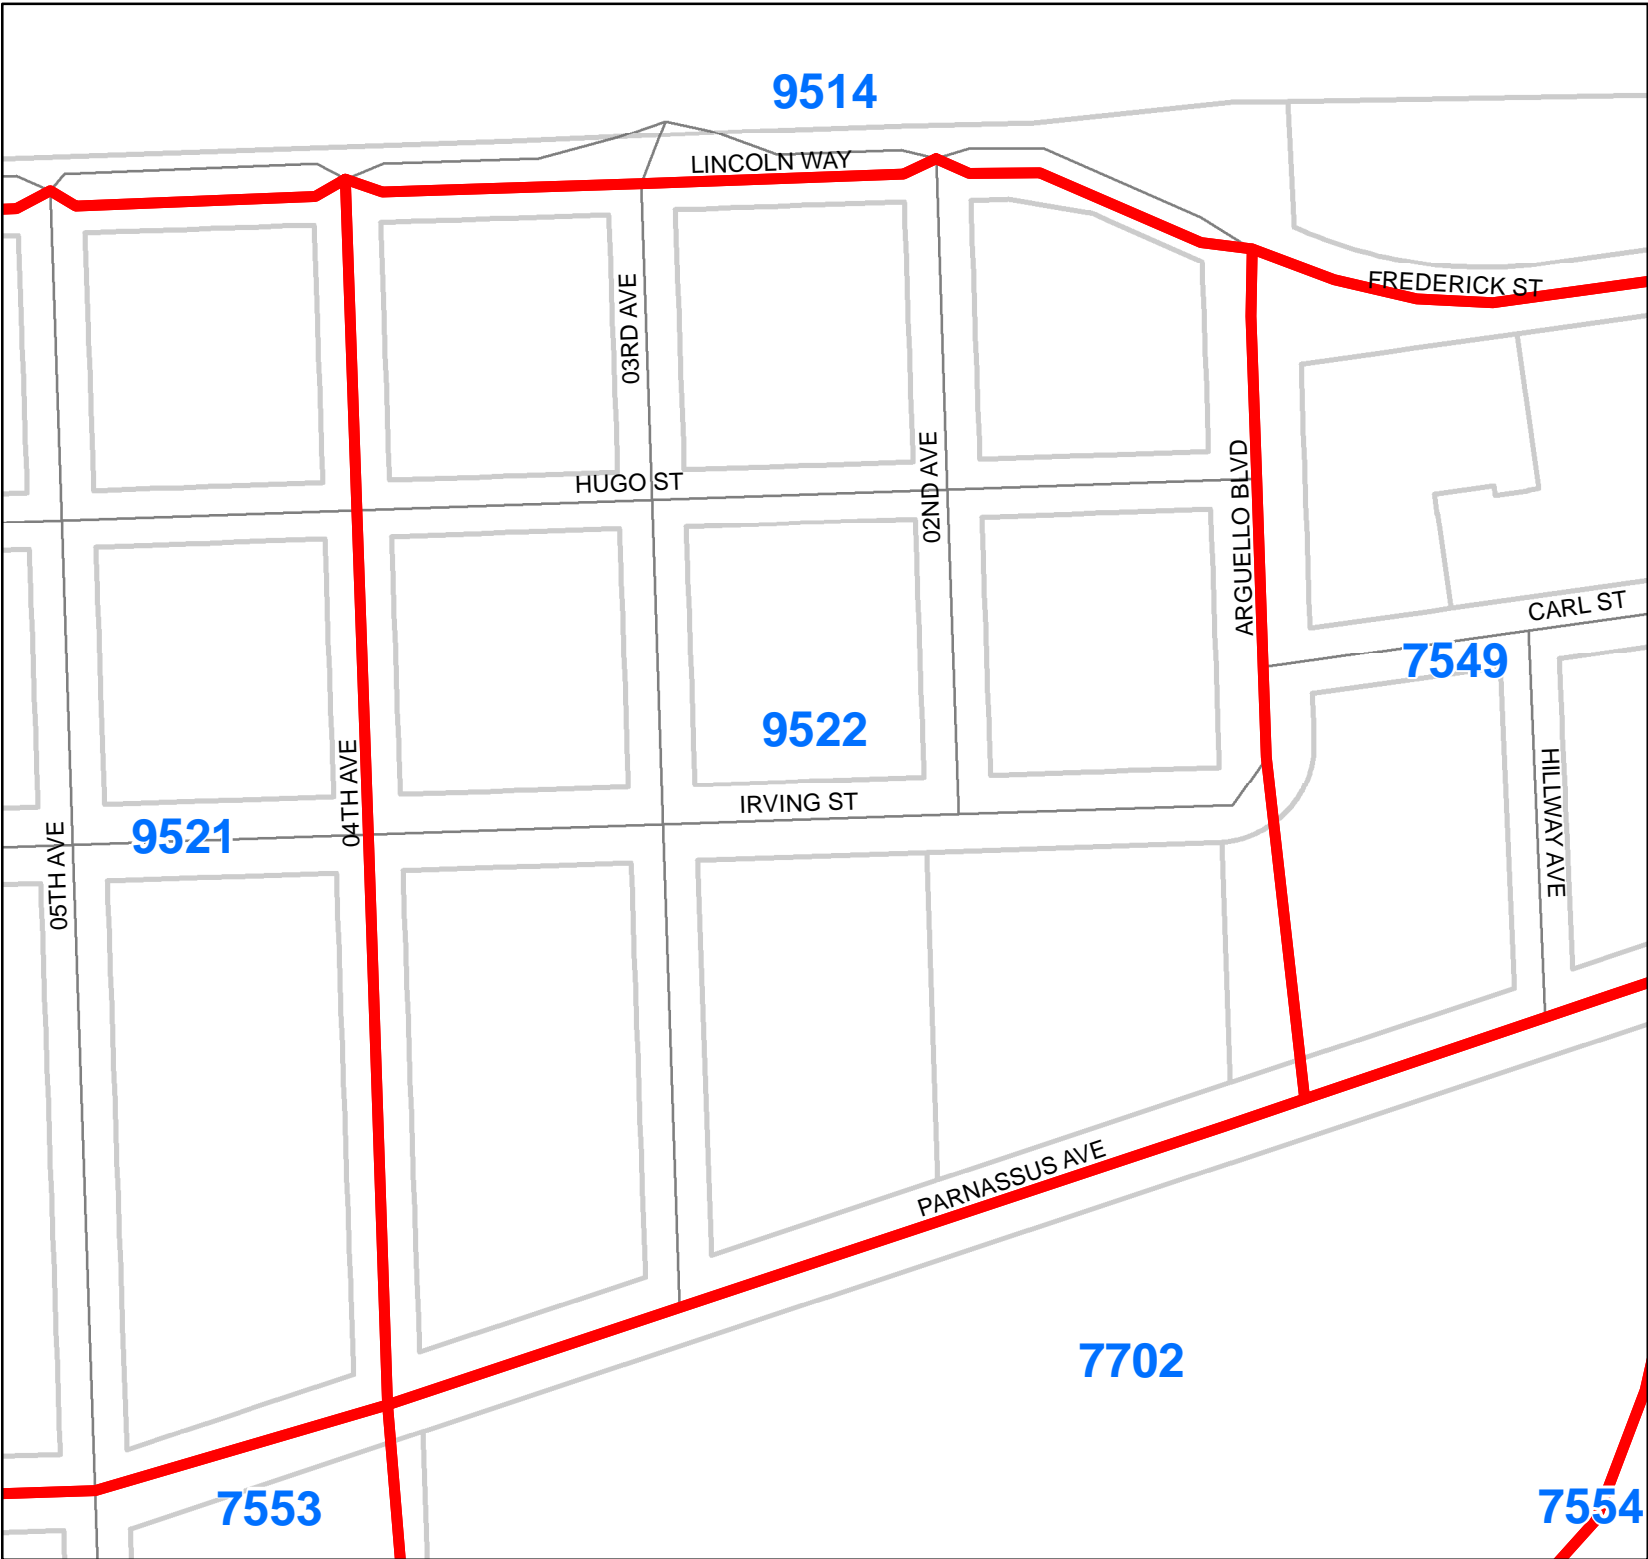 9514
LINCOLN WAY
FREDERICK ST
03RD AVE
HUGO ST
02ND AVE
ARGUELLO BLVD
CARL ST
7549
9522
04TH AVE
IRVING ST
HILLWAY AVE
9521
05TH AVE
PARNASSUS AVE
7702
7553
7554